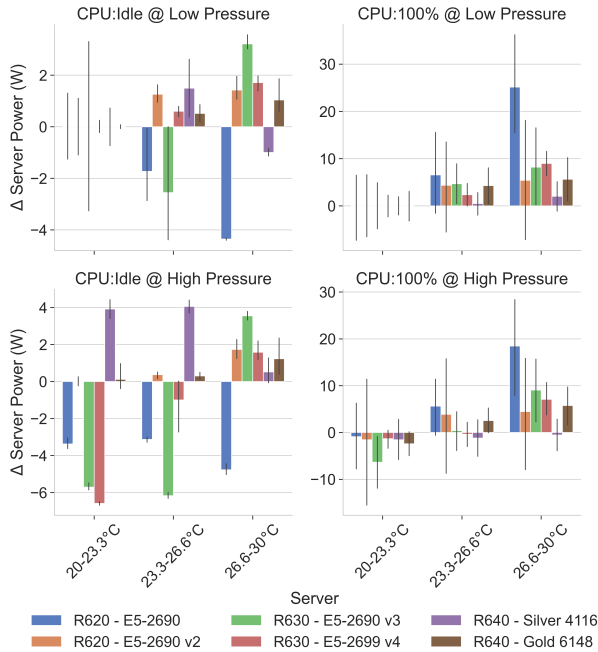 CPU:Idle @ Low Pressure
CPU:100% @ Low Pressure
Δ Server Power (W)
2
0
−2
−4
30
20
10
0
CPU:Idle @ High Pressure
CPU:100% @ High Pressure
Δ Server Power (W)
4
2
0
−2
−4
−6
30
20
10
0
−10
20-23.3°C
23.3-26.6°C
26.6-30°C
20-23.3°C
23.3-26.6°C
26.6-30°C
Server
R620 - E5-2690
R630 - E5-2690 v3
R640 - Silver 4116
R620 - E5-2690 v2
R630 - E5-2699 v4
R640 - Gold 6148